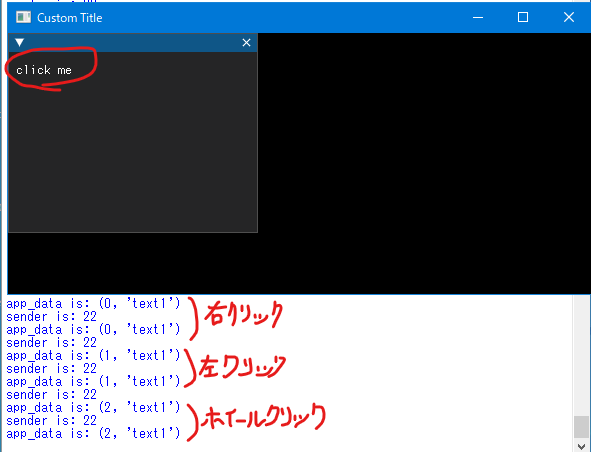 Custom Title
click me
app_data is: (0, 'text1')
sender is: 22
app_data is: (0, 'text1')
sender is: 22
app_data is: (1, 'text1')
sender is: 22
app_data is: (1, 'text1')
sender is: 22
app_data is: (2, 'text1')
sender is: 22
app_data is: (2, 'text1')
右クリック
左クリック
ホイールクリック